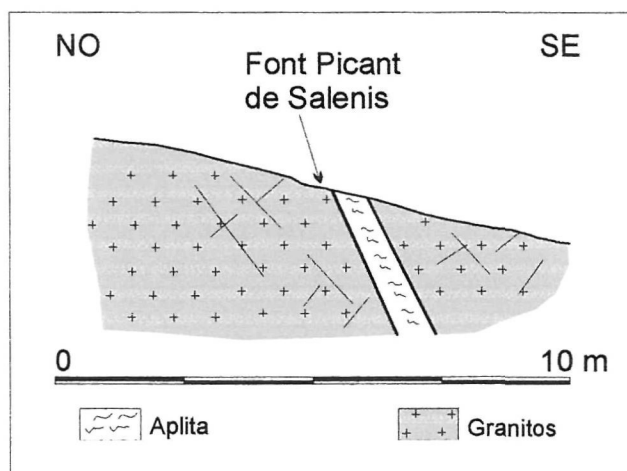 NO
SE
Font Picant
de Salenis
0
10 m
Aplita
Granitos